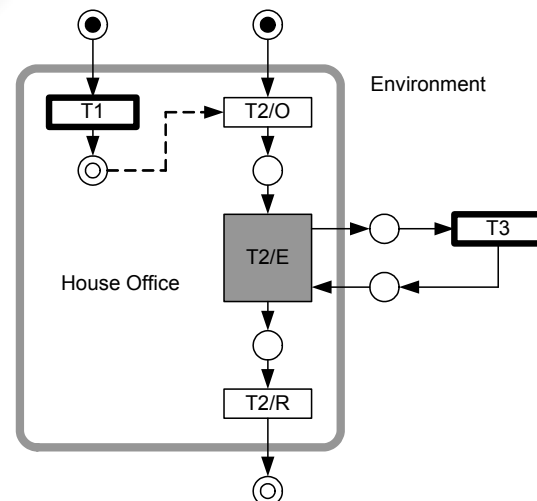 Environment
T1
T2/O
T2/E
T3
House Office
T2/R